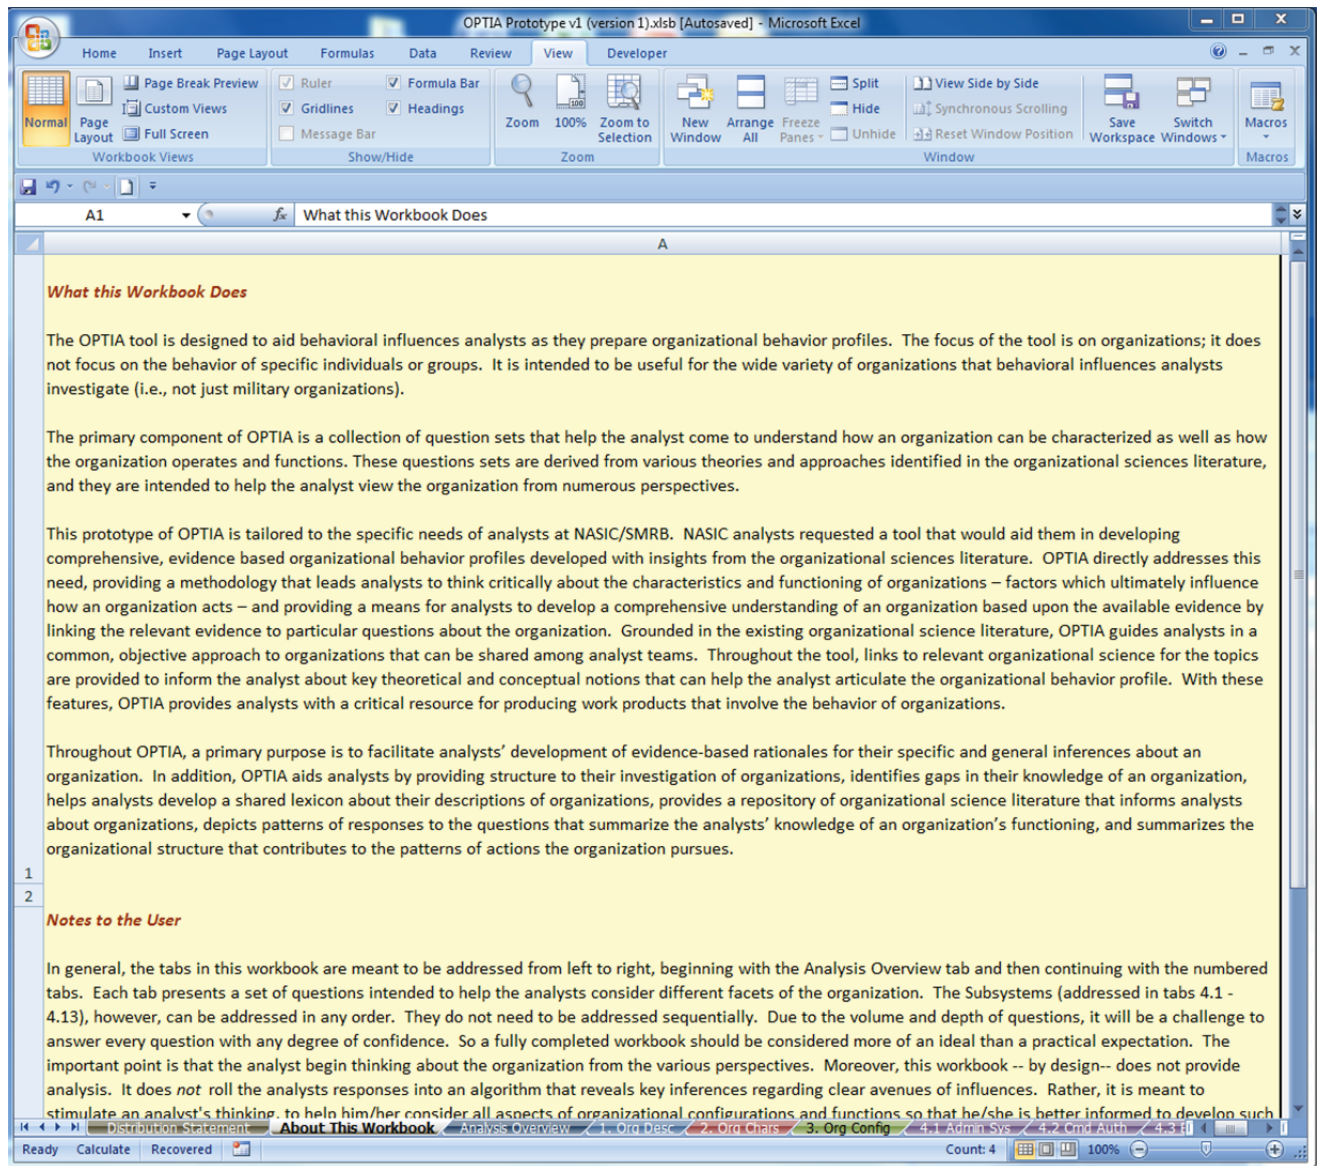 OPTIA Prototype v1 (version 1).xlsb [Autosaved] - Microsoft Excel
Home Insert Page Layout Formulas Data Review View Developer
Normal
Page Layout
Page Break Preview
Custom Views
Full Screen
Workbook Views
Ruler
Gridlines
Message Bar
Formula Bar
Headings
Show/Hide
Zoom
100%
Zoom to Selection
Zoom
New Window
Arrange All
Freeze Panes
Split
Hide
Unhide
View Side by Side
Synchronous Scrolling
Reset Window Position
Save Workspace
Switch Windows
Window
Macros
Macros
A1 fx What this Workbook Does
A
What this Workbook Does
The OPTIA tool is designed to aid behavioral influences analysts as they prepare organizational behavior profiles. The focus of the tool is on organizations; it does
not focus on the behavior of specific individuals or groups. It is intended to be useful for the wide variety of organizations that behavioral influences analysts
investigate (i.e., not just military organizations).
The primary component of OPTIA is a collection of question sets that help the analyst come to understand how an organization can be characterized as well as how
the organization operates and functions. These questions sets are derived from various theories and approaches identified in the organizational sciences literature,
and they are intended to help the analyst view the organization from numerous perspectives.
This prototype of OPTIA is tailored to the specific needs of analysts at NASIC/SMRB. NASIC analysts requested a tool that would aid them in developing
comprehensive, evidence based organizational behavior profiles developed with insights from the organizational sciences literature. OPTIA directly addresses this
need, providing a methodology that leads analysts to think critically about the characteristics and functioning of organizations – factors which ultimately influence
how an organization acts – and providing a means for analysts to develop a comprehensive understanding of an organization based upon the available evidence by
linking the relevant evidence to particular questions about the organization. Grounded in the existing organizational science literature, OPTIA guides analysts in a
common, objective approach to organizations that can be shared among analyst teams. Throughout the tool, links to relevant organizational science for the topics
are provided to inform the analyst about key theoretical and conceptual notions that can help the analyst articulate the organizational behavior profile. With these
features, OPTIA provides analysts with a critical resource for producing work products that involve the behavior of organizations.
Throughout OPTIA, a primary purpose is to facilitate analysts’ development of evidence-based rationales for their specific and general inferences about an
organization. In addition, OPTIA aids analysts by providing structure to their investigation of organizations, identifies gaps in their knowledge of an organization,
helps analysts develop a shared lexicon about their descriptions of organizations, provides a repository of organizational science literature that informs analysts
about organizations, depicts patterns of responses to the questions that summarize the analysts’ knowledge of an organization’s functioning, and summarizes the
organizational structure that contributes to the patterns of actions the organization pursues.
1
2
Notes to the User
In general, the tabs in this workbook are meant to be addressed from left to right, beginning with the Analysis Overview tab and then continuing with the numbered
tabs. Each tab presents a set of questions intended to help the analysts consider different facets of the organization. The Subsystems (addressed in tabs 4.1 -
4.13), however, can be addressed in any order. They do not need to be addressed sequentially. Due to the volume and depth of questions, it will be a challenge to
answer every question with any degree of confidence. So a fully completed workbook should be considered more of an ideal than a practical expectation. The
important point is that the analyst begin thinking about the organization from the various perspectives. Moreover, this workbook -- by design-- does not provide
analysis. It does not roll the analysts responses into an algorithm that reveals key inferences regarding clear avenues of influences. Rather, it is meant to
stimulate an analyst's thinking, to help him/her consider all aspects of organizational configurations and functions so that he/she is better informed to develop such
Distribution Statement About This Workbook Analysis Overview 1. Org Desc 2. Org Chars 3. Org Config 4.1 Admin Sys 4.2 Cmd Auth 4.3
Ready Calculate Recovered Count: 4 100%